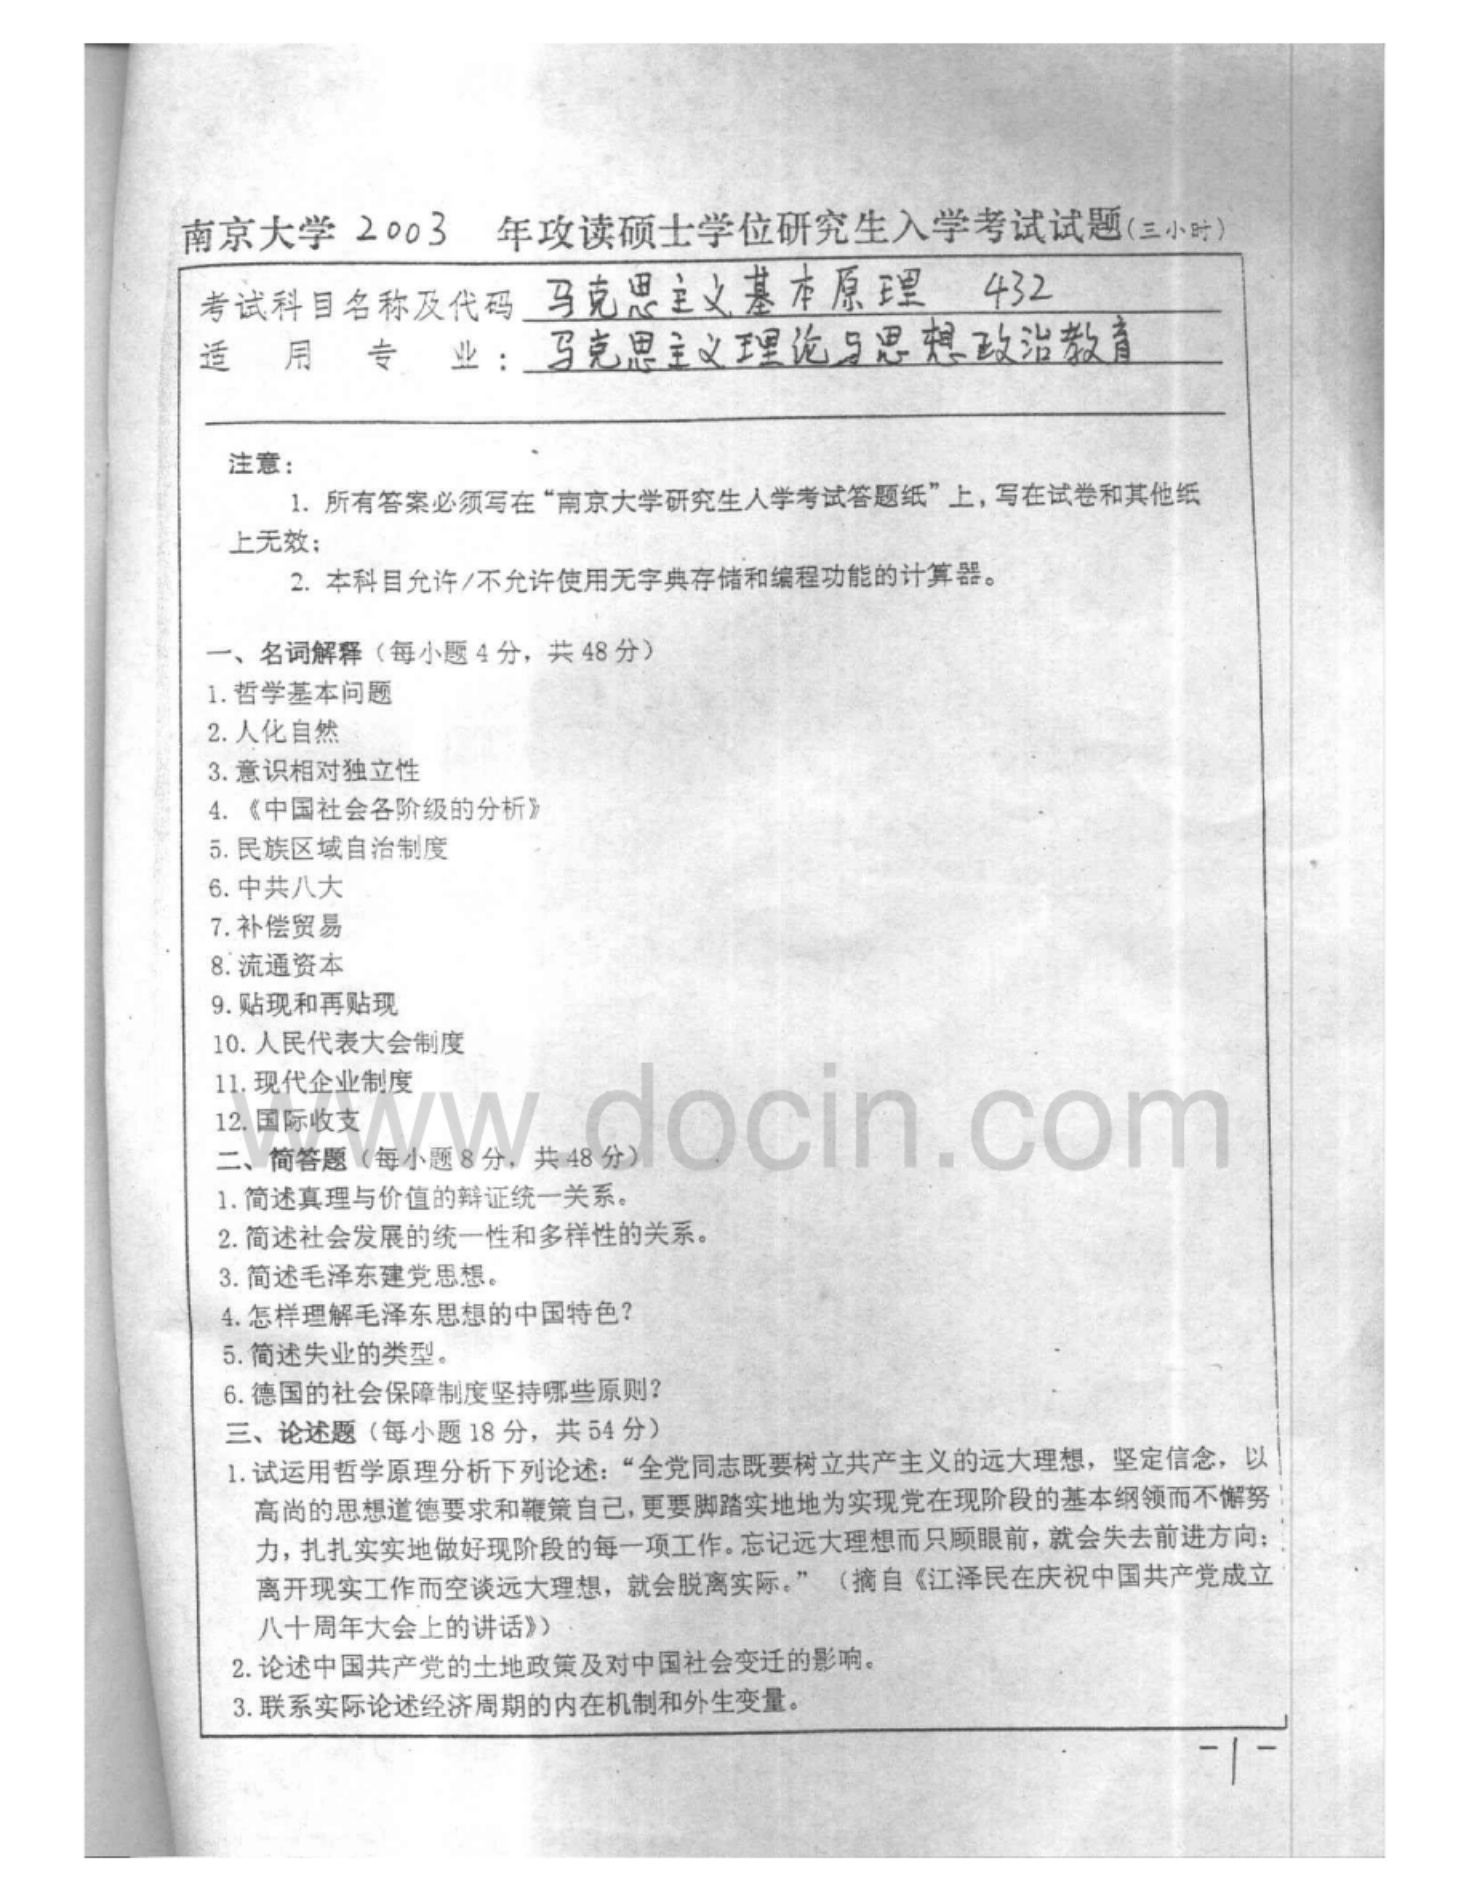 南京大学 2003 年攻读硕士学位研究生入学考试试题(三小时)
考试科目名称及代码 马克思主义基本原理 432
适用专业: 马克思主义理论与思想政治教育
注意:
1. 所有答案必须写在“南京大学研究生入学考试答题纸”上,写在试卷和其他纸
上无效;
2. 本科目允许/不允许使用无字典存储和编程功能的计算器。
一、名词解释(每小题4分,共48分)
1.哲学基本问题
2.人化自然
3.意识相对独立性
4.《中国社会各阶级的分析》
5.民族区域自治制度
6.中共八大
7.补偿贸易
8.流通资本
9.贴现和再贴现
10.人民代表大会制度
11.现代企业制度
12.国际收支
www.docin.com
二、简答题(每小题8分,共48分)
1.简述真理与价值的辩证统一关系。
2.简述社会发展的统一性和多样性的关系。
3.简述毛泽东建党思想。
4.怎样理解毛泽东思想的中国特色?
5.简述失业的类型。
6.德国的社会保障制度坚持哪些原则?
三、论述题(每小题18分,共54分)
1.试运用哲学原理分析下列论述:“全党同志既要树立共产主义的远大理想,坚定信念,以
高尚的思想道德要求和鞭策自己,更要脚踏实地地为实现党在现阶段的基本纲领而不懈努
力,扎扎实实地做好现阶段的每一项工作。忘记远大理想而只顾眼前,就会失去前进方向;
离开现实工作而空谈远大理想,就会脱离实际。”(摘自《江泽民在庆祝中国共产党成立
八十周年大会上的讲话》)
2.论述中国共产党的土地政策及对中国社会变迁的影响。
3.联系实际论述经济周期的内在机制和外生变量。
-1-